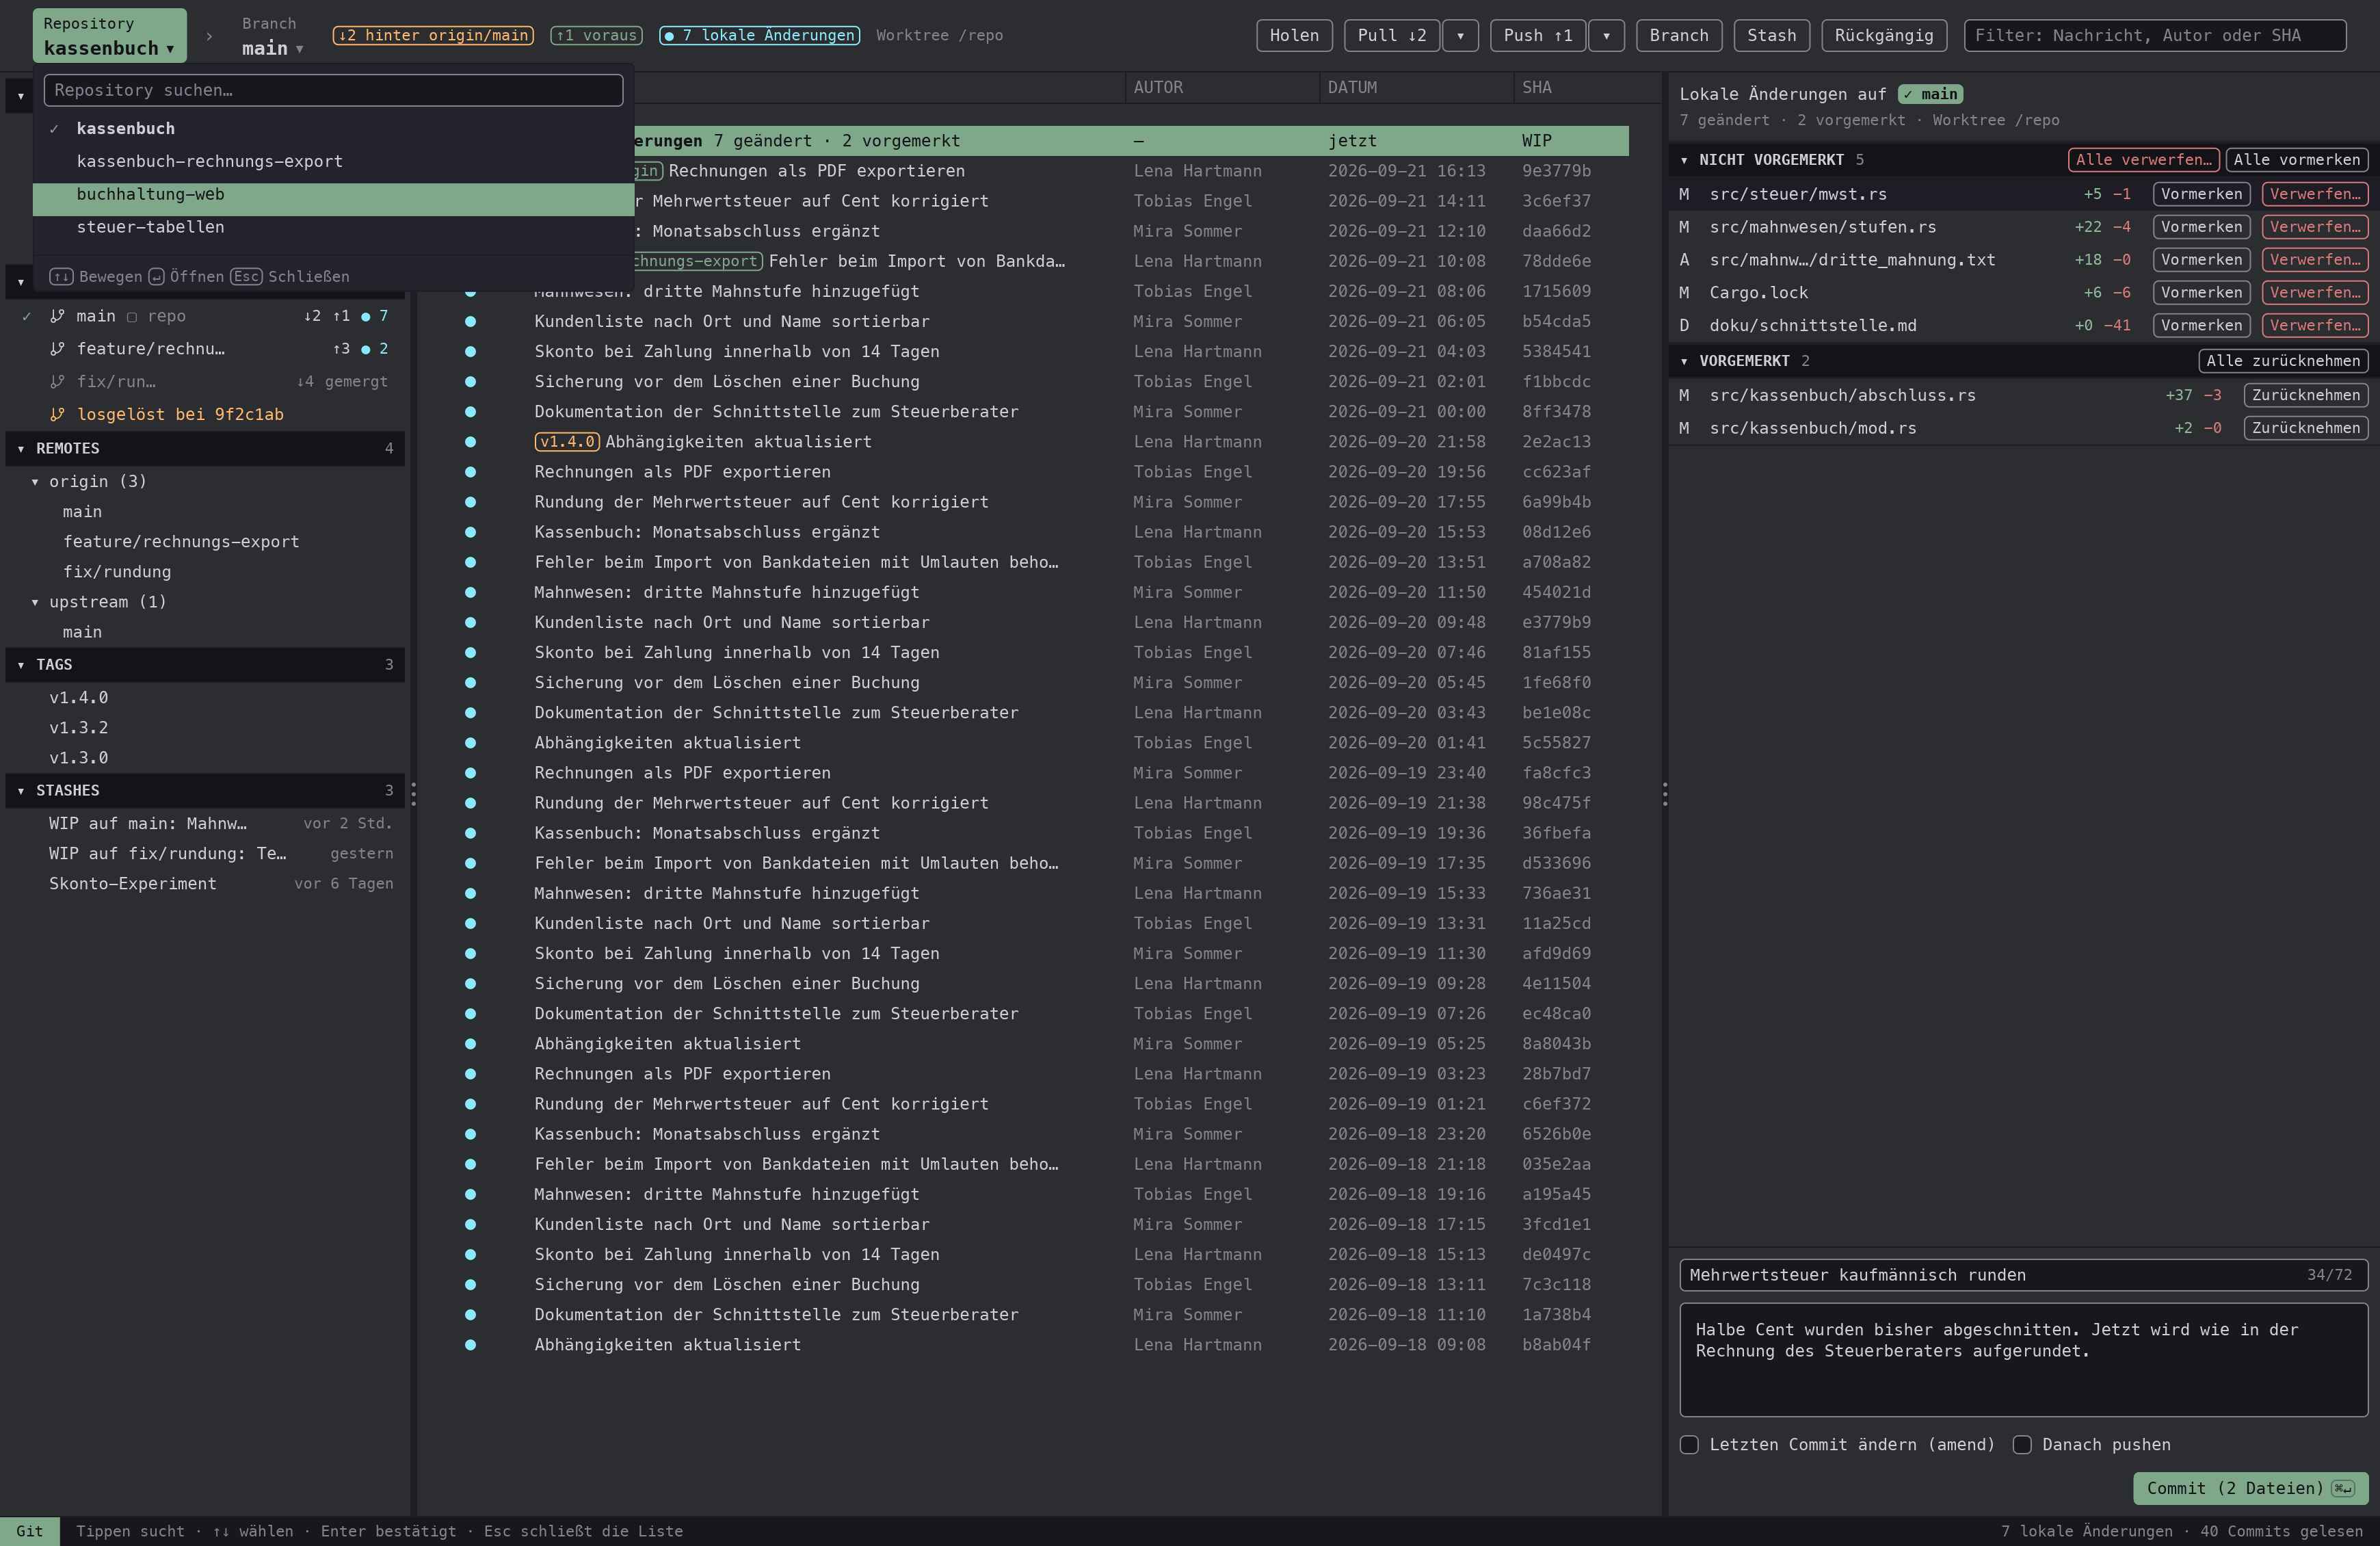 Repository
kassenbuch ▾
›
Branch
main ▾
↓2 hinter origin/main ↑1 voraus ● 7 lokale Änderungen Worktree /repo
Holen Pull ↓2 ▾ Push ↑1 ▾ Branch Stash Rückgängig Filter: Nachricht, Autor oder SHA
Repository suchen…
✓ kassenbuch
kassenbuch-rechnungs-export
buchhaltung-web
steuer-tabellen
↑↓ Bewegen ↵ Öffnen Esc Schließen
✓ main ▢ repo ↓2 ↑1 ● 7
feature/rechnu… ↑3 ● 2
fix/run… ↓4 gemergt
losgelöst bei 9f2c1ab
▾ REMOTES 4
▾ origin (3)
main
feature/rechnungs-export
fix/rundung
▾ upstream (1)
main
▾ TAGS 3
v1.4.0
v1.3.2
v1.3.0
▾ STASHES 3
WIP auf main: Mahnw… vor 2 Std.
WIP auf fix/rundung: Te… gestern
Skonto-Experiment vor 6 Tagen
AUTOR DATUM SHA
erungen 7 geändert · 2 vorgemerkt — jetzt WIP
gin Rechnungen als PDF exportieren Lena Hartmann 2026-09-21 16:13 9e3779b
r Mehrwertsteuer auf Cent korrigiert Tobias Engel 2026-09-21 14:11 3c6ef37
: Monatsabschluss ergänzt Mira Sommer 2026-09-21 12:10 daa66d2
chnungs-export Fehler beim Import von Bankda… Lena Hartmann 2026-09-21 10:08 78dde6e
Mahnwesen: dritte Mahnstufe hinzugefügt Tobias Engel 2026-09-21 08:06 1715609
Kundenliste nach Ort und Name sortierbar Mira Sommer 2026-09-21 06:05 b54cda5
Skonto bei Zahlung innerhalb von 14 Tagen Lena Hartmann 2026-09-21 04:03 5384541
Sicherung vor dem Löschen einer Buchung Tobias Engel 2026-09-21 02:01 f1bbcdc
Dokumentation der Schnittstelle zum Steuerberater Mira Sommer 2026-09-21 00:00 8ff3478
v1.4.0 Abhängigkeiten aktualisiert Lena Hartmann 2026-09-20 21:58 2e2ac13
Rechnungen als PDF exportieren Tobias Engel 2026-09-20 19:56 cc623af
Rundung der Mehrwertsteuer auf Cent korrigiert Mira Sommer 2026-09-20 17:55 6a99b4b
Kassenbuch: Monatsabschluss ergänzt Lena Hartmann 2026-09-20 15:53 08d12e6
Fehler beim Import von Bankdateien mit Umlauten beho… Tobias Engel 2026-09-20 13:51 a708a82
Mahnwesen: dritte Mahnstufe hinzugefügt Mira Sommer 2026-09-20 11:50 454021d
Kundenliste nach Ort und Name sortierbar Lena Hartmann 2026-09-20 09:48 e3779b9
Skonto bei Zahlung innerhalb von 14 Tagen Tobias Engel 2026-09-20 07:46 81af155
Sicherung vor dem Löschen einer Buchung Mira Sommer 2026-09-20 05:45 1fe68f0
Dokumentation der Schnittstelle zum Steuerberater Lena Hartmann 2026-09-20 03:43 be1e08c
Abhängigkeiten aktualisiert Tobias Engel 2026-09-20 01:41 5c55827
Rechnungen als PDF exportieren Mira Sommer 2026-09-19 23:40 fa8cfc3
Rundung der Mehrwertsteuer auf Cent korrigiert Lena Hartmann 2026-09-19 21:38 98c475f
Kassenbuch: Monatsabschluss ergänzt Tobias Engel 2026-09-19 19:36 36fbefa
Fehler beim Import von Bankdateien mit Umlauten beho… Mira Sommer 2026-09-19 17:35 d533696
Mahnwesen: dritte Mahnstufe hinzugefügt Lena Hartmann 2026-09-19 15:33 736ae31
Kundenliste nach Ort und Name sortierbar Tobias Engel 2026-09-19 13:31 11a25cd
Skonto bei Zahlung innerhalb von 14 Tagen Mira Sommer 2026-09-19 11:30 afd9d69
Sicherung vor dem Löschen einer Buchung Lena Hartmann 2026-09-19 09:28 4e11504
Dokumentation der Schnittstelle zum Steuerberater Tobias Engel 2026-09-19 07:26 ec48ca0
Abhängigkeiten aktualisiert Mira Sommer 2026-09-19 05:25 8a8043b
Rechnungen als PDF exportieren Lena Hartmann 2026-09-19 03:23 28b7bd7
Rundung der Mehrwertsteuer auf Cent korrigiert Tobias Engel 2026-09-19 01:21 c6ef372
Kassenbuch: Monatsabschluss ergänzt Mira Sommer 2026-09-18 23:20 6526b0e
Fehler beim Import von Bankdateien mit Umlauten beho… Lena Hartmann 2026-09-18 21:18 035e2aa
Mahnwesen: dritte Mahnstufe hinzugefügt Tobias Engel 2026-09-18 19:16 a195a45
Kundenliste nach Ort und Name sortierbar Mira Sommer 2026-09-18 17:15 3fcd1e1
Skonto bei Zahlung innerhalb von 14 Tagen Lena Hartmann 2026-09-18 15:13 de0497c
Sicherung vor dem Löschen einer Buchung Tobias Engel 2026-09-18 13:11 7c3c118
Dokumentation der Schnittstelle zum Steuerberater Mira Sommer 2026-09-18 11:10 1a738b4
Abhängigkeiten aktualisiert Lena Hartmann 2026-09-18 09:08 b8ab04f
Lokale Änderungen auf ✓ main
7 geändert · 2 vorgemerkt · Worktree /repo
▾ NICHT VORGEMERKT 5 Alle verwerfen… Alle vormerken
M src/steuer/mwst.rs +5 −1 Vormerken Verwerfen…
M src/mahnwesen/stufen.rs +22 −4 Vormerken Verwerfen…
A src/mahnw…/dritte_mahnung.txt +18 −0 Vormerken Verwerfen…
M Cargo.lock +6 −6 Vormerken Verwerfen…
D doku/schnittstelle.md +0 −41 Vormerken Verwerfen…
▾ VORGEMERKT 2 Alle zurücknehmen
M src/kassenbuch/abschluss.rs +37 −3 Zurücknehmen
M src/kassenbuch/mod.rs +2 −0 Zurücknehmen
Mehrwertsteuer kaufmännisch runden 34/72
Halbe Cent wurden bisher abgeschnitten. Jetzt wird wie in der
Rechnung des Steuerberaters aufgerundet.
Letzten Commit ändern (amend) Danach pushen
Commit (2 Dateien) ⌘↵
Git Tippen sucht · ↑↓ wählen · Enter bestätigt · Esc schließt die Liste 7 lokale Änderungen · 40 Commits gelesen